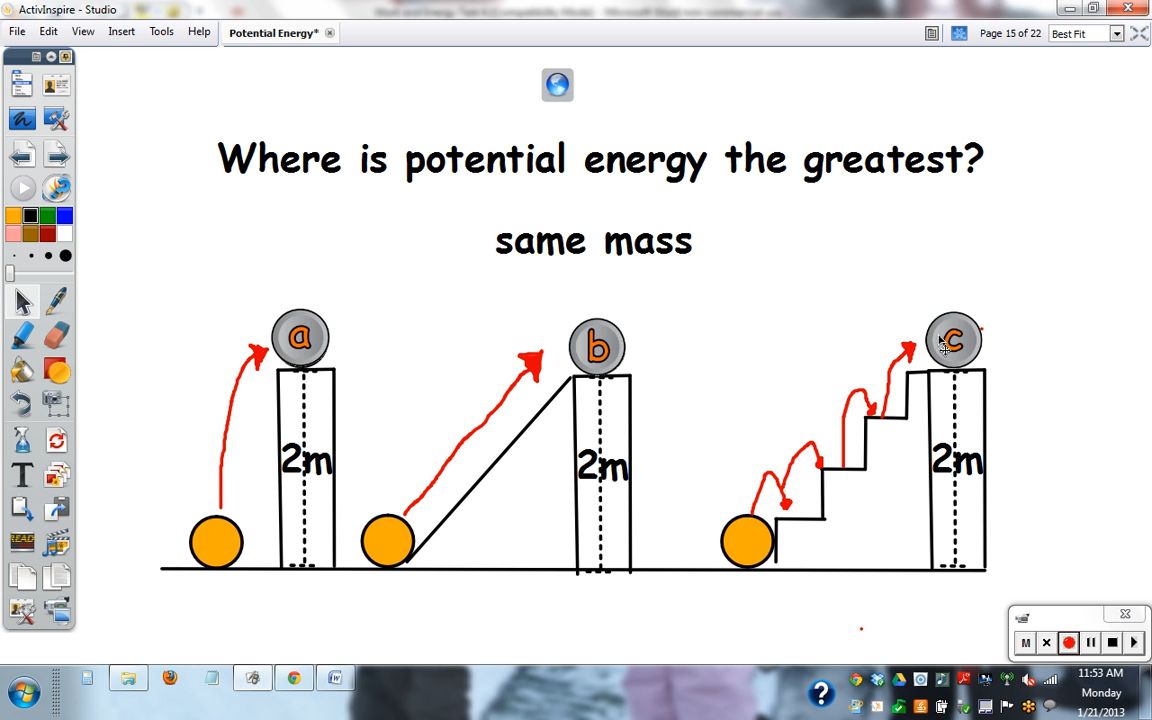 ActivInspire - Studio
File Edit View Insert Tools Help
Potential Energy*
Page 15 of 22
Best Fit
Where is potential energy the greatest?
same mass
a
b
c
2m
2m
2m
READ
M
11:53 AM
Monday
1/21/2013